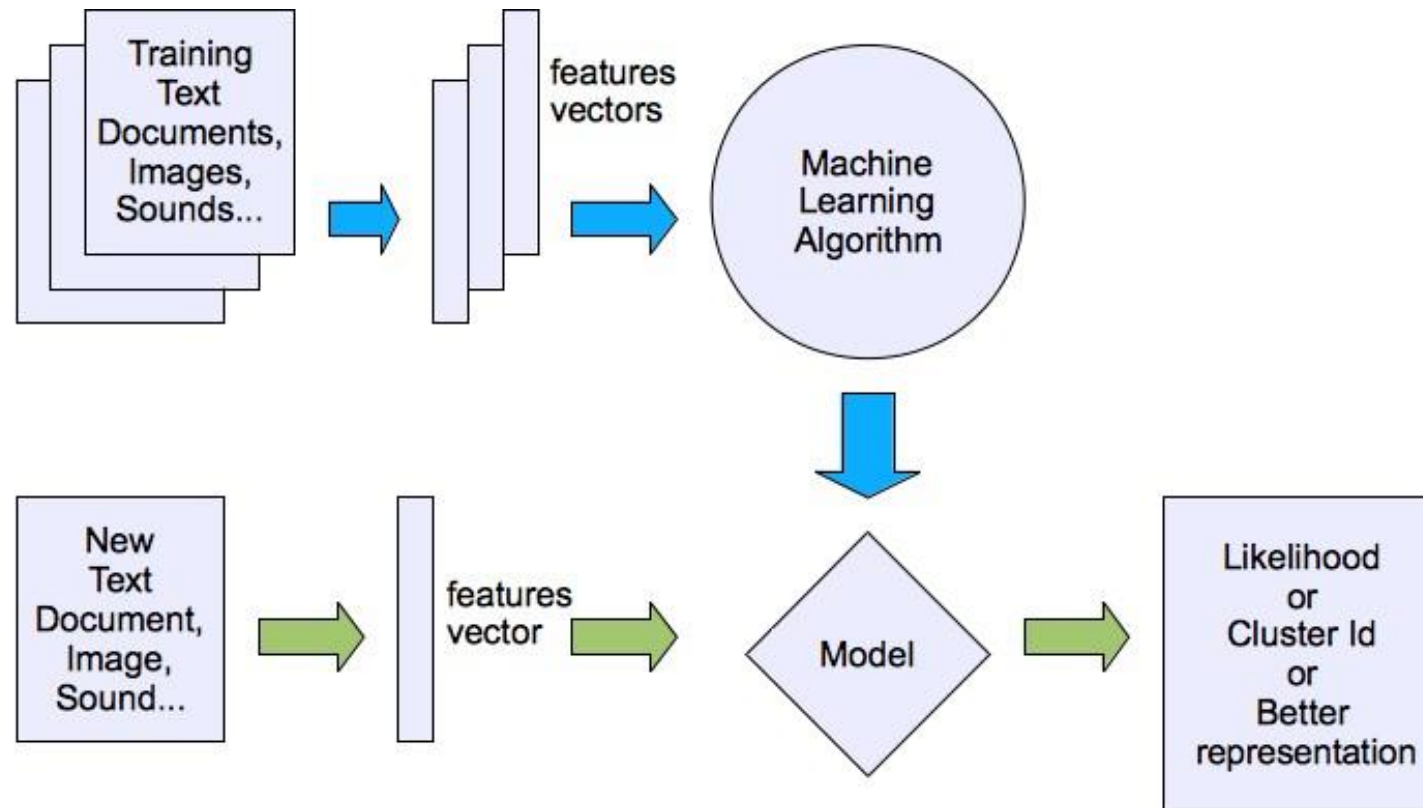 Training
Text
Documents,
Images,
Sounds...
features
vectors
Machine
Learning
Algorithm
New
Text
Document,
Image,
Sound...
features
vector
Model
Likelihood
or
Cluster Id
or
Better
representation